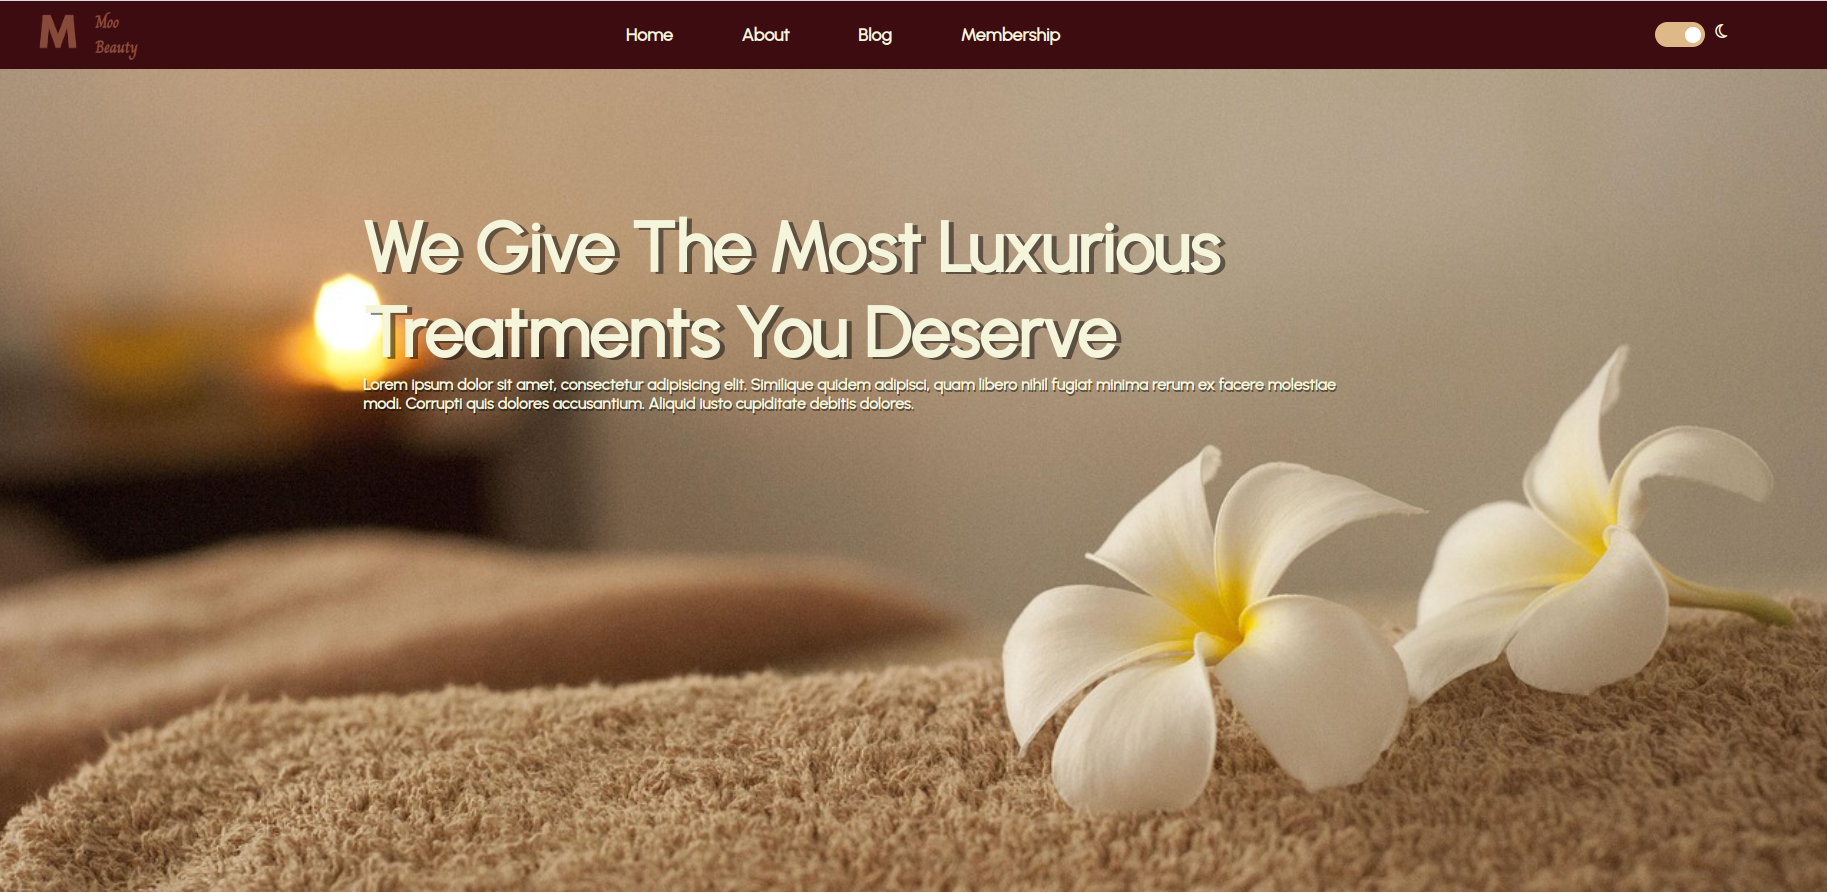 M
Moo
Beauty
Home
About
Blog
Membership
We Give The Most Luxurious
Treatments You Deserve
Lorem ipsum dolor sit amet, consectetur adipisicing elit. Similique quidem adipisci, quam libero nihil fugiat minima rerum ex facere molestiae
modi. Corrupti quis dolores accusantium. Aliquid iusto cupiditate debitis dolores.